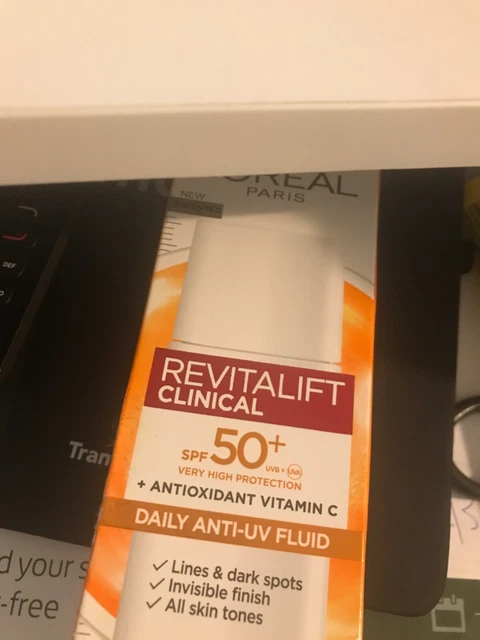 ORÉAL
PARIS
NEW
PATENTED
DEF
REVITALIFT
CLINICAL
SPF 50+
UVB + UVA
VERY HIGH PROTECTION
+ ANTIOXIDANT VITAMIN C
DAILY ANTI-UV FLUID
✓ Lines & dark spots
✓ Invisible finish
✓ All skin tones
Tran
d your s
-free